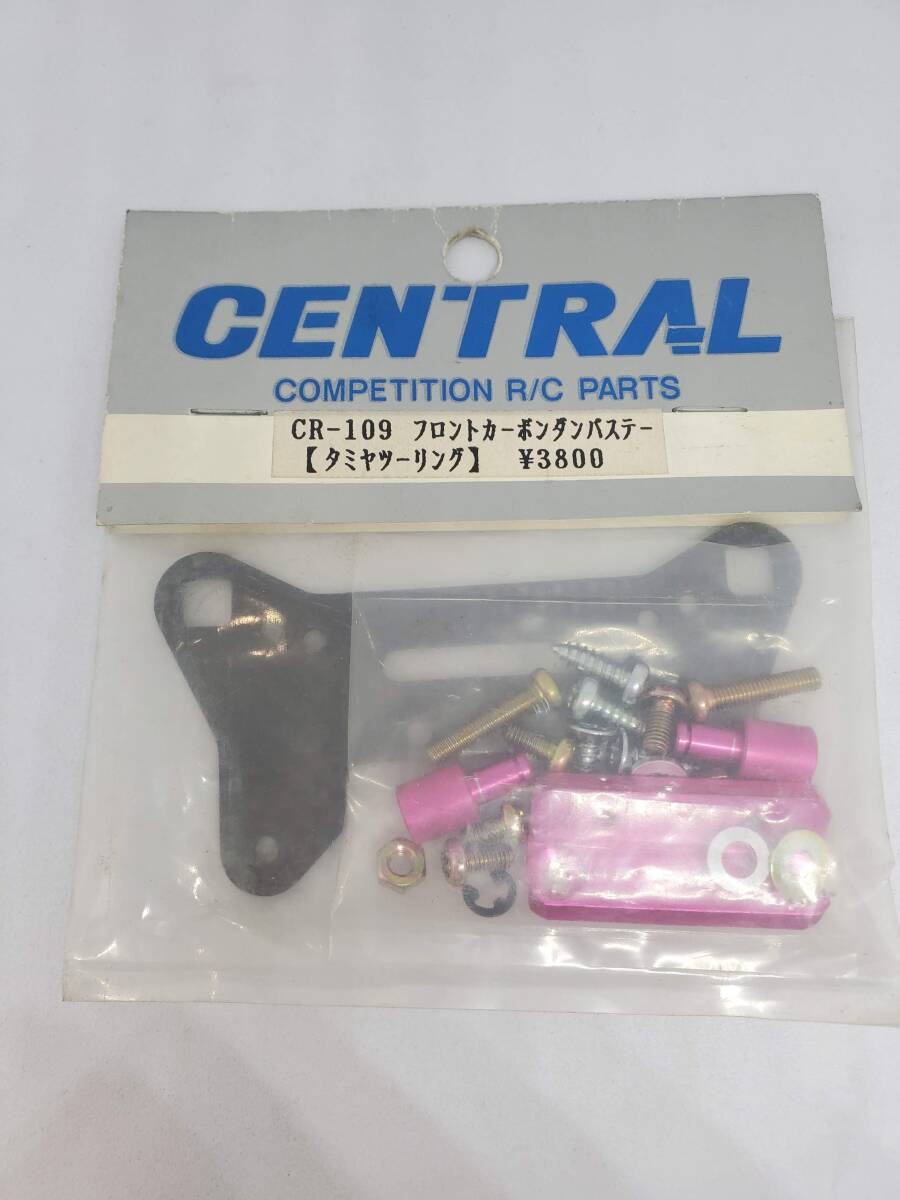 CENTRAL
COMPETITION R/C PARTS
CR-109 フロントカーボンダンパステー
【タミヤツーリング】 ¥3800